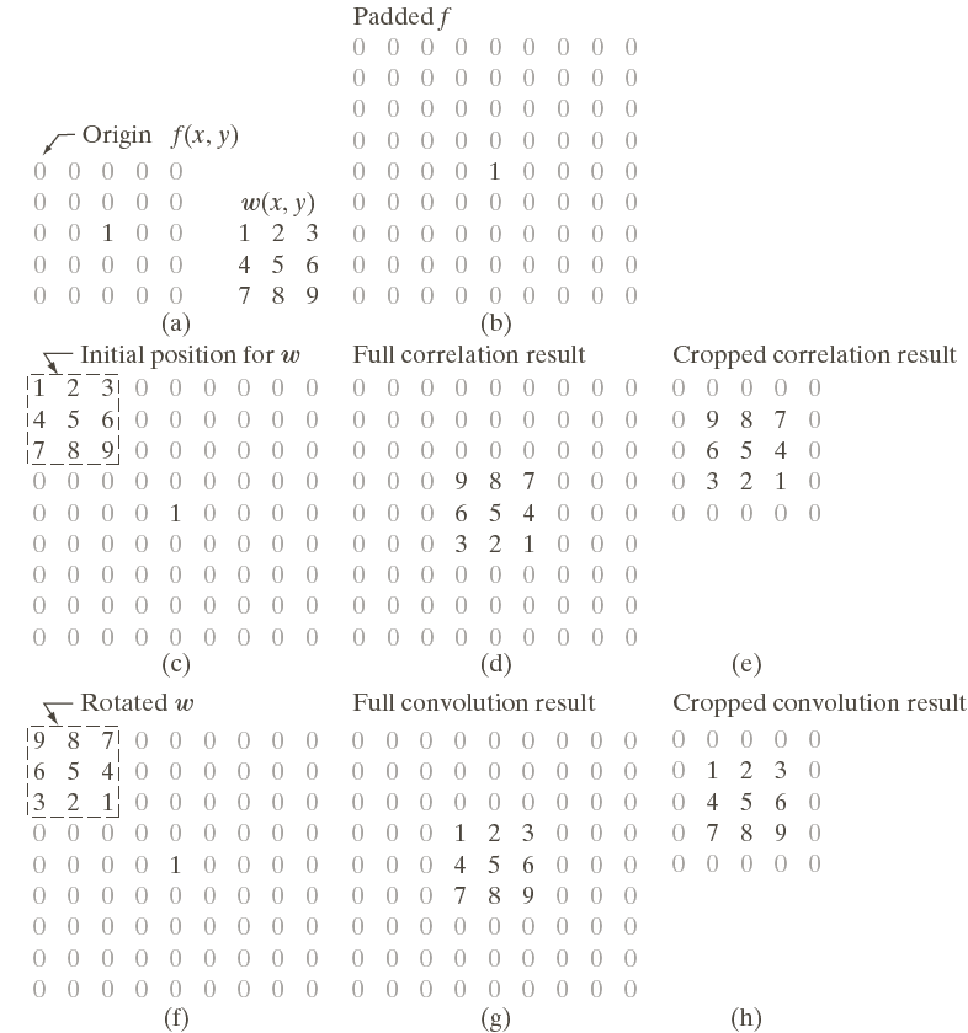 Padded f
0 0 0 0 0 0 0 0 0
0 0 0 0 0 0 0 0 0
0 0 0 0 0 0 0 0 0
0 0 0 0 0 0 0 0 0
0 0 0 0 1 0 0 0 0
0 0 0 0 0 0 0 0 0
0 0 0 0 0 0 0 0 0
0 0 0 0 0 0 0 0 0
0 0 0 0 0 0 0 0 0
(b)
Origin f(x, y)
0 0 0 0 0
0 0 0 0 0
0 0 1 0 0
0 0 0 0 0
0 0 0 0 0
w(x, y)
1 2 3
4 5 6
7 8 9
(a)
Initial position for w
1 2 3 0 0 0 0 0 0
4 5 6 0 0 0 0 0 0
7 8 9 0 0 0 0 0 0
0 0 0 0 0 0 0 0 0
0 0 0 0 1 0 0 0 0
0 0 0 0 0 0 0 0 0
0 0 0 0 0 0 0 0 0
0 0 0 0 0 0 0 0 0
0 0 0 0 0 0 0 0 0
(c)
Full correlation result
0 0 0 0 0 0 0 0 0
0 0 0 0 0 0 0 0 0
0 0 0 0 0 0 0 0 0
0 0 0 9 8 7 0 0 0
0 0 0 6 5 4 0 0 0
0 0 0 3 2 1 0 0 0
0 0 0 0 0 0 0 0 0
0 0 0 0 0 0 0 0 0
0 0 0 0 0 0 0 0 0
(d)
Cropped correlation result
0 0 0 0 0
0 9 8 7 0
0 6 5 4 0
0 3 2 1 0
0 0 0 0 0
(e)
Rotated w
9 8 7 0 0 0 0 0 0
6 5 4 0 0 0 0 0 0
3 2 1 0 0 0 0 0 0
0 0 0 0 0 0 0 0 0
0 0 0 0 1 0 0 0 0
0 0 0 0 0 0 0 0 0
0 0 0 0 0 0 0 0 0
0 0 0 0 0 0 0 0 0
0 0 0 0 0 0 0 0 0
(f)
Full convolution result
0 0 0 0 0 0 0 0 0
0 0 0 0 0 0 0 0 0
0 0 0 0 0 0 0 0 0
0 0 0 1 2 3 0 0 0
0 0 0 4 5 6 0 0 0
0 0 0 7 8 9 0 0 0
0 0 0 0 0 0 0 0 0
0 0 0 0 0 0 0 0 0
0 0 0 0 0 0 0 0 0
(g)
Cropped convolution result
0 0 0 0 0
0 1 2 3 0
0 4 5 6 0
0 7 8 9 0
0 0 0 0 0
(h)